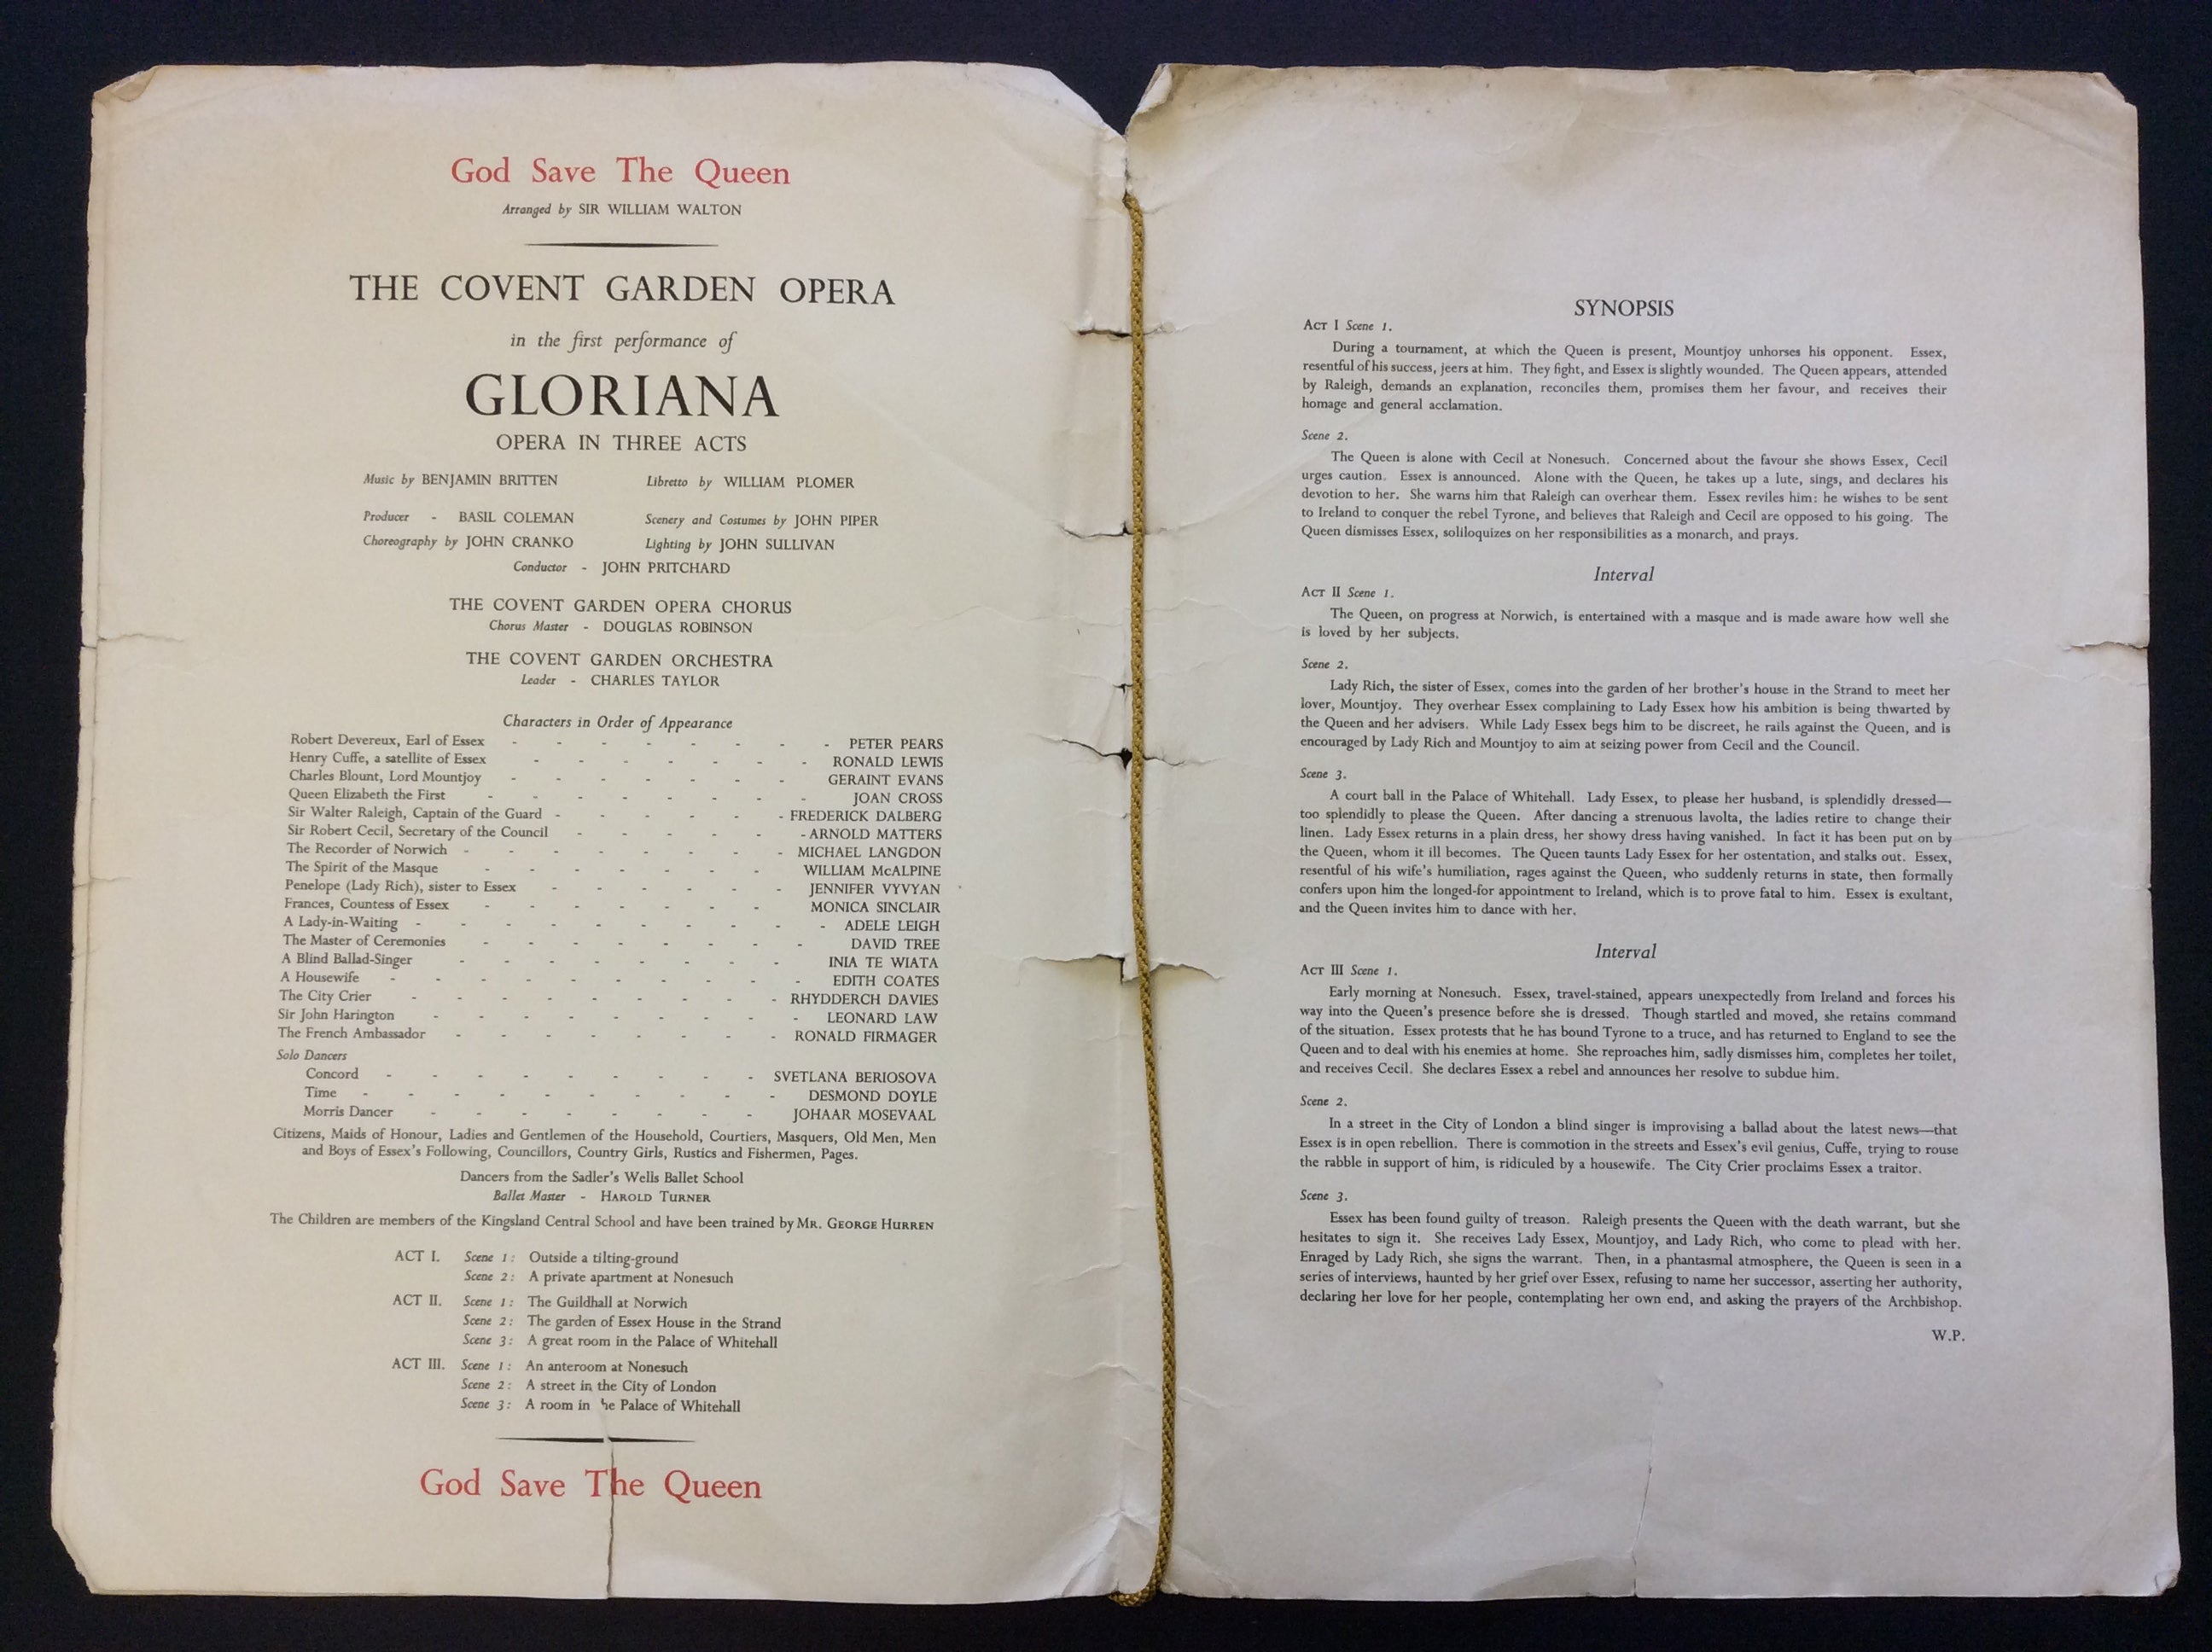 God Save The Queen
Arranged by SIR WILLIAM WALTON
THE COVENT GARDEN OPERA
in the first performance of
GLORIANA
OPERA IN THREE ACTS
Music by BENJAMIN BRITTEN Libretto by WILLIAM PLOMER
Producer - BASIL COLEMAN Scenery and Costumes by JOHN PIPER
Choreography by JOHN CRANKO Lighting by JOHN SULLIVAN
Conductor - JOHN PRITCHARD
THE COVENT GARDEN OPERA CHORUS
Chorus Master - DOUGLAS ROBINSON
THE COVENT GARDEN ORCHESTRA
Leader - CHARLES TAYLOR
Characters in Order of Appearance
Robert Devereux, Earl of Essex - - - - - - - - PETER PEARS
Henry Cuffe, a satellite of Essex - - - - - - - RONALD LEWIS
Charles Blount, Lord Mountjoy - - - - - - - GERAINT EVANS
Queen Elizabeth the First - - - - - - - - JOAN CROSS
Sir Walter Raleigh, Captain of the Guard - - - - - - FREDERICK DALBERG
Sir Robert Cecil, Secretary of the Council - - - - - - ARNOLD MATTERS
The Recorder of Norwich - - - - - - - - MICHAEL LANGDON
The Spirit of the Masque - - - - - - - WILLIAM McALPINE
Penelope (Lady Rich), sister to Essex - - - - - - JENNIFER VYVYAN
Frances, Countess of Essex - - - - - - - MONICA SINCLAIR
A Lady-in-Waiting - - - - - - - - - - ADELE LEIGH
The Master of Ceremonies - - - - - - - - DAVID TREE
A Blind Ballad-Singer - - - - - - - - INIA TE WIATA
A Housewife - - - - - - - - - - EDITH COATES
The City Crier - - - - - - - - - RHYDDERCH DAVIES
Sir John Harington - - - - - - - - - LEONARD LAW
The French Ambassador - - - - - - - - RONALD FIRMAGER
Solo Dancers
Concord - - - - - - - - - SVETLANA BERIOSOVA
Time - - - - - - - - - - DESMOND DOYLE
Morris Dancer - - - - - - - - JOHAAR MOSEVAAL
Citizens, Maids of Honour, Ladies and Gentlemen of the Household, Courtiers, Masquers, Old Men, Men
and Boys of Essex's Following, Councillors, Country Girls, Rustics and Fishermen, Pages.
Dancers from the Sadler's Wells Ballet School
Ballet Master - HAROLD TURNER
The Children are members of the Kingsland Central School and have been trained by MR. GEORGE HURREN
ACT I. Scene 1: Outside a tilting-ground
Scene 2: A private apartment at Nonesuch
ACT II. Scene 1: The Guildhall at Norwich
Scene 2: The garden of Essex House in the Strand
Scene 3: A great room in the Palace of Whitehall
ACT III. Scene 1: An anteroom at Nonesuch
Scene 2: A street in the City of London
Scene 3: A room in he Palace of Whitehall
God Save The Queen
SYNOPSIS
ACT I Scene 1.
During a tournament, at which the Queen is present, Mountjoy unhorses his opponent. Essex,
resentful of his success, jeers at him. They fight, and Essex is slightly wounded. The Queen appears, attended
by Raleigh, demands an explanation, reconciles them, promises them her favour, and receives their
homage and general acclamation.
Scene 2.
The Queen is alone with Cecil at Nonesuch. Concerned about the favour she shows Essex, Cecil
urges caution. Essex is announced. Alone with the Queen, he takes up a lute, sings, and declares his
devotion to her. She warns him that Raleigh can overhear them. Essex reviles him: he wishes to be sent
to Ireland to conquer the rebel Tyrone, and believes that Raleigh and Cecil are opposed to his going. The
Queen dismisses Essex, soliloquizes on her responsibilities as a monarch, and prays.
Interval
ACT II Scene 1.
The Queen, on progress at Norwich, is entertained with a masque and is made aware how well she
is loved by her subjects.
Scene 2.
Lady Rich, the sister of Essex, comes into the garden of her brother's house in the Strand to meet her
lover, Mountjoy. They overhear Essex complaining to Lady Essex how his ambition is being thwarted by
the Queen and her advisers. While Lady Essex begs him to be discreet, he rails against the Queen, and is
encouraged by Lady Rich and Mountjoy to aim at seizing power from Cecil and the Council.
Scene 3.
A court ball in the Palace of Whitehall. Lady Essex, to please her husband, is splendidly dressed—
too splendidly to please the Queen. After dancing a strenuous lavolta, the ladies retire to change their
linen. Lady Essex returns in a plain dress, her showy dress having vanished. In fact it has been put on by
the Queen, whom it ill becomes. The Queen taunts Lady Essex for her ostentation, and stalks out. Essex,
resentful of his wife's humiliation, rages against the Queen, who suddenly returns in state, then formally
confers upon him the longed-for appointment to Ireland, which is to prove fatal to him. Essex is exultant,
and the Queen invites him to dance with her.
Interval
ACT III Scene 1.
Early morning at Nonesuch. Essex, travel-stained, appears unexpectedly from Ireland and forces his
way into the Queen's presence before she is dressed. Though startled and moved, she retains command
of the situation. Essex protests that he has bound Tyrone to a truce, and has returned to England to see the
Queen and to deal with his enemies at home. She reproaches him, sadly dismisses him, completes her toilet,
and receives Cecil. She declares Essex a rebel and announces her resolve to subdue him.
Scene 2.
In a street in the City of London a blind singer is improvising a ballad about the latest news—that
Essex is in open rebellion. There is commotion in the streets and Essex's evil genius, Cuffe, trying to rouse
the rabble in support of him, is ridiculed by a housewife. The City Crier proclaims Essex a traitor.
Scene 3.
Essex has been found guilty of treason. Raleigh presents the Queen with the death warrant, but she
hesitates to sign it. She receives Lady Essex, Mountjoy, and Lady Rich, who come to plead with her.
Enraged by Lady Rich, she signs the warrant. Then, in a phantasmal atmosphere, the Queen is seen in a
series of interviews, haunted by her grief over Essex, refusing to name her successor, asserting her authority,
declaring her love for her people, contemplating her own end, and asking the prayers of the Archbishop.
W.P.